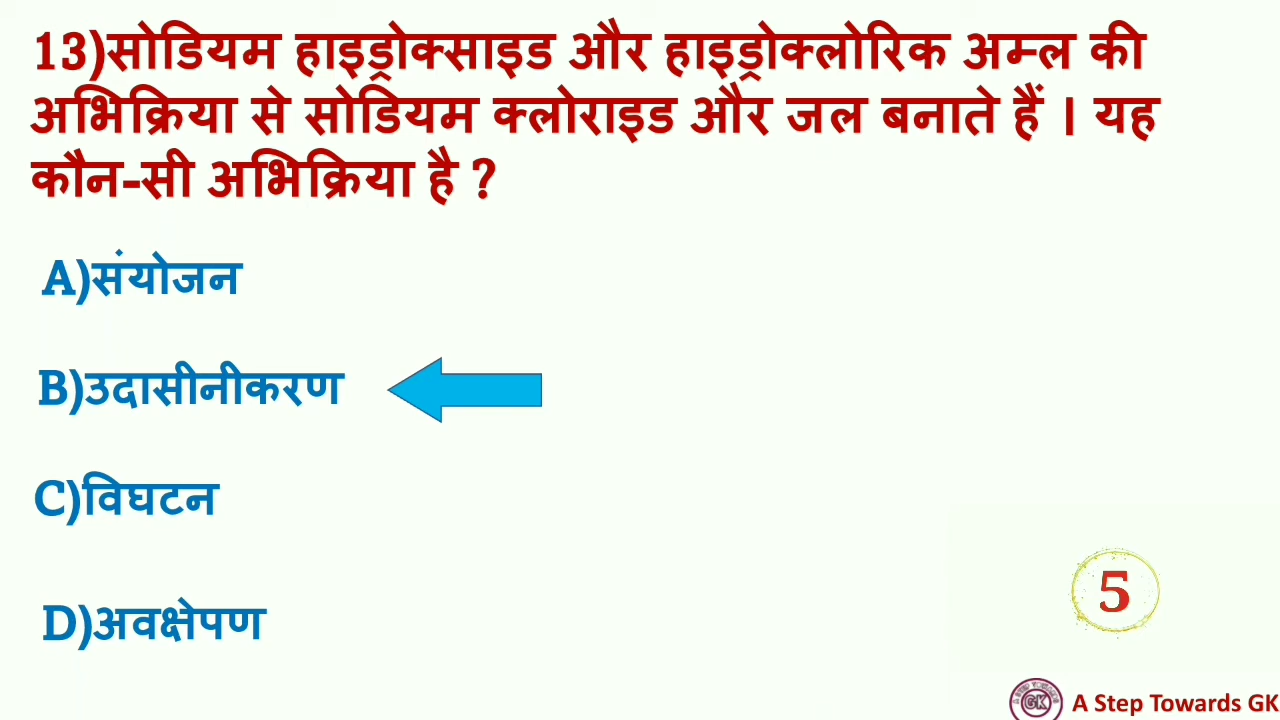 13)सोडियम हाइड्रोक्साइड और हाइड्रोक्लोरिक अम्ल की
अभिक्रिया से सोडियम क्लोराइड और जल बनाते हैं । यह
कौन-सी अभिक्रिया है ?
A)संयोजन
B)उदासीनीकरण
C)विघटन
D)अवक्षेपण
5
GK
A Step Towards GK